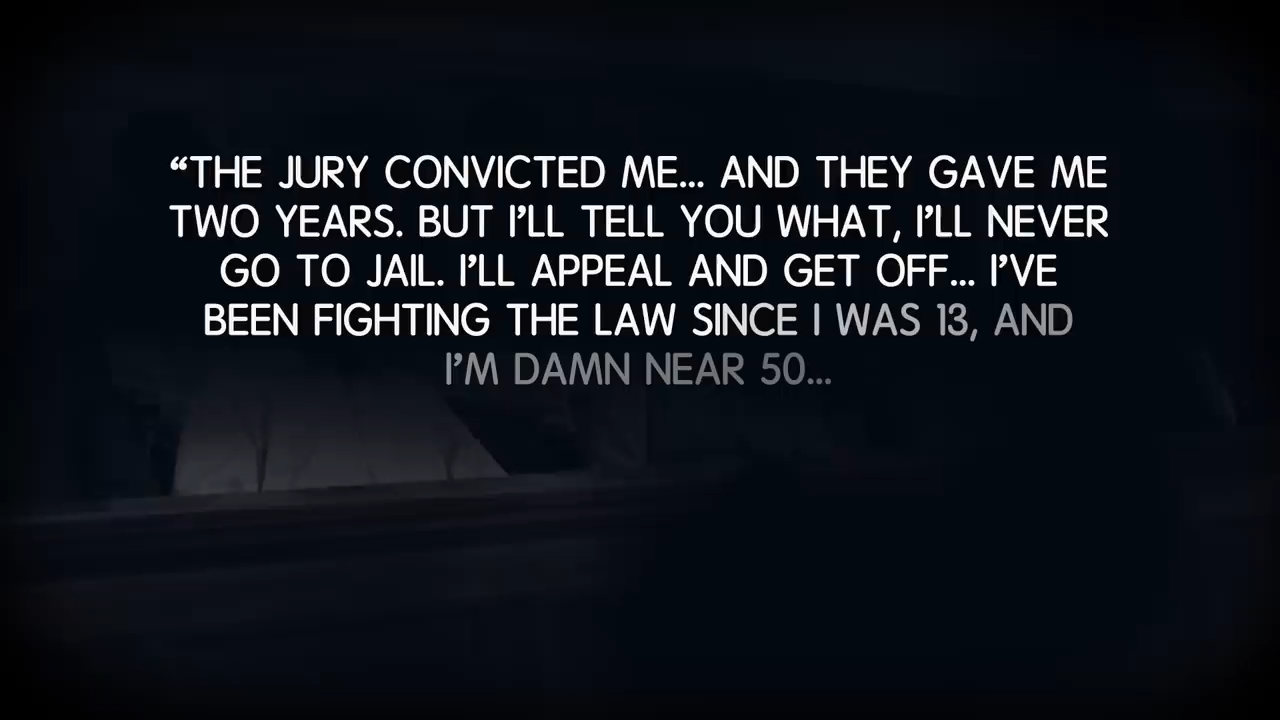 “THE JURY CONVICTED ME... AND THEY GAVE ME
TWO YEARS. BUT I’LL TELL YOU WHAT, I’LL NEVER
GO TO JAIL. I’LL APPEAL AND GET OFF... I’VE
BEEN FIGHTING THE LAW SINCE I WAS 13, AND
I’M DAMN NEAR 50...